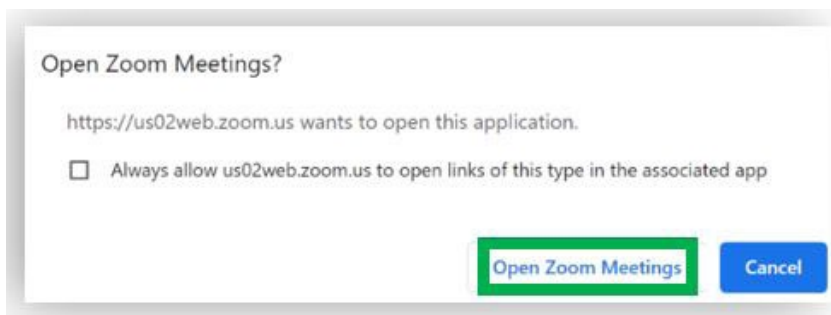 Open Zoom Meetings?
https://us02web.zoom.us wants to open this application.
Always allow us02web.zoom.us to open links of this type in the associated app
Open Zoom Meetings Cancel